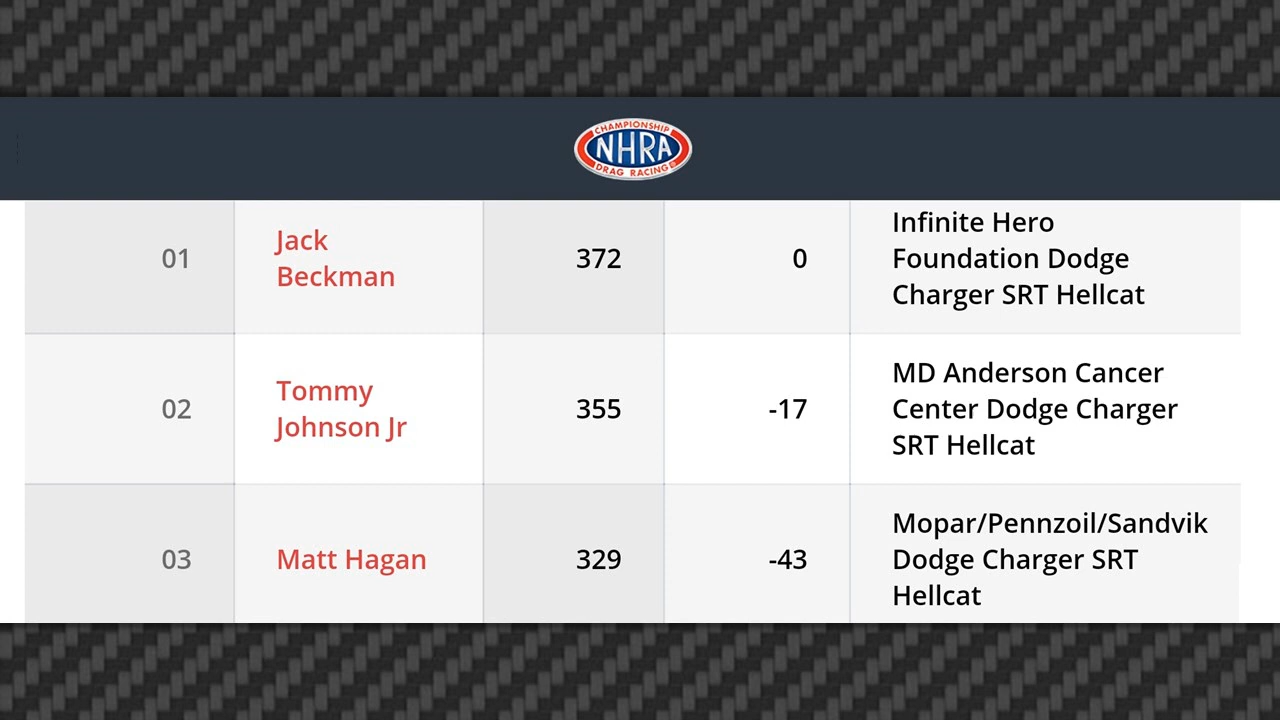 CHAMPIONSHIP
NHRA
DRAG RACING
01
Jack
Beckman
372
0
Infinite Hero
Foundation Dodge
Charger SRT Hellcat
02
Tommy
Johnson Jr
355
-17
MD Anderson Cancer
Center Dodge Charger
SRT Hellcat
03
Matt Hagan
329
-43
Mopar/Pennzoil/Sandvik
Dodge Charger SRT
Hellcat